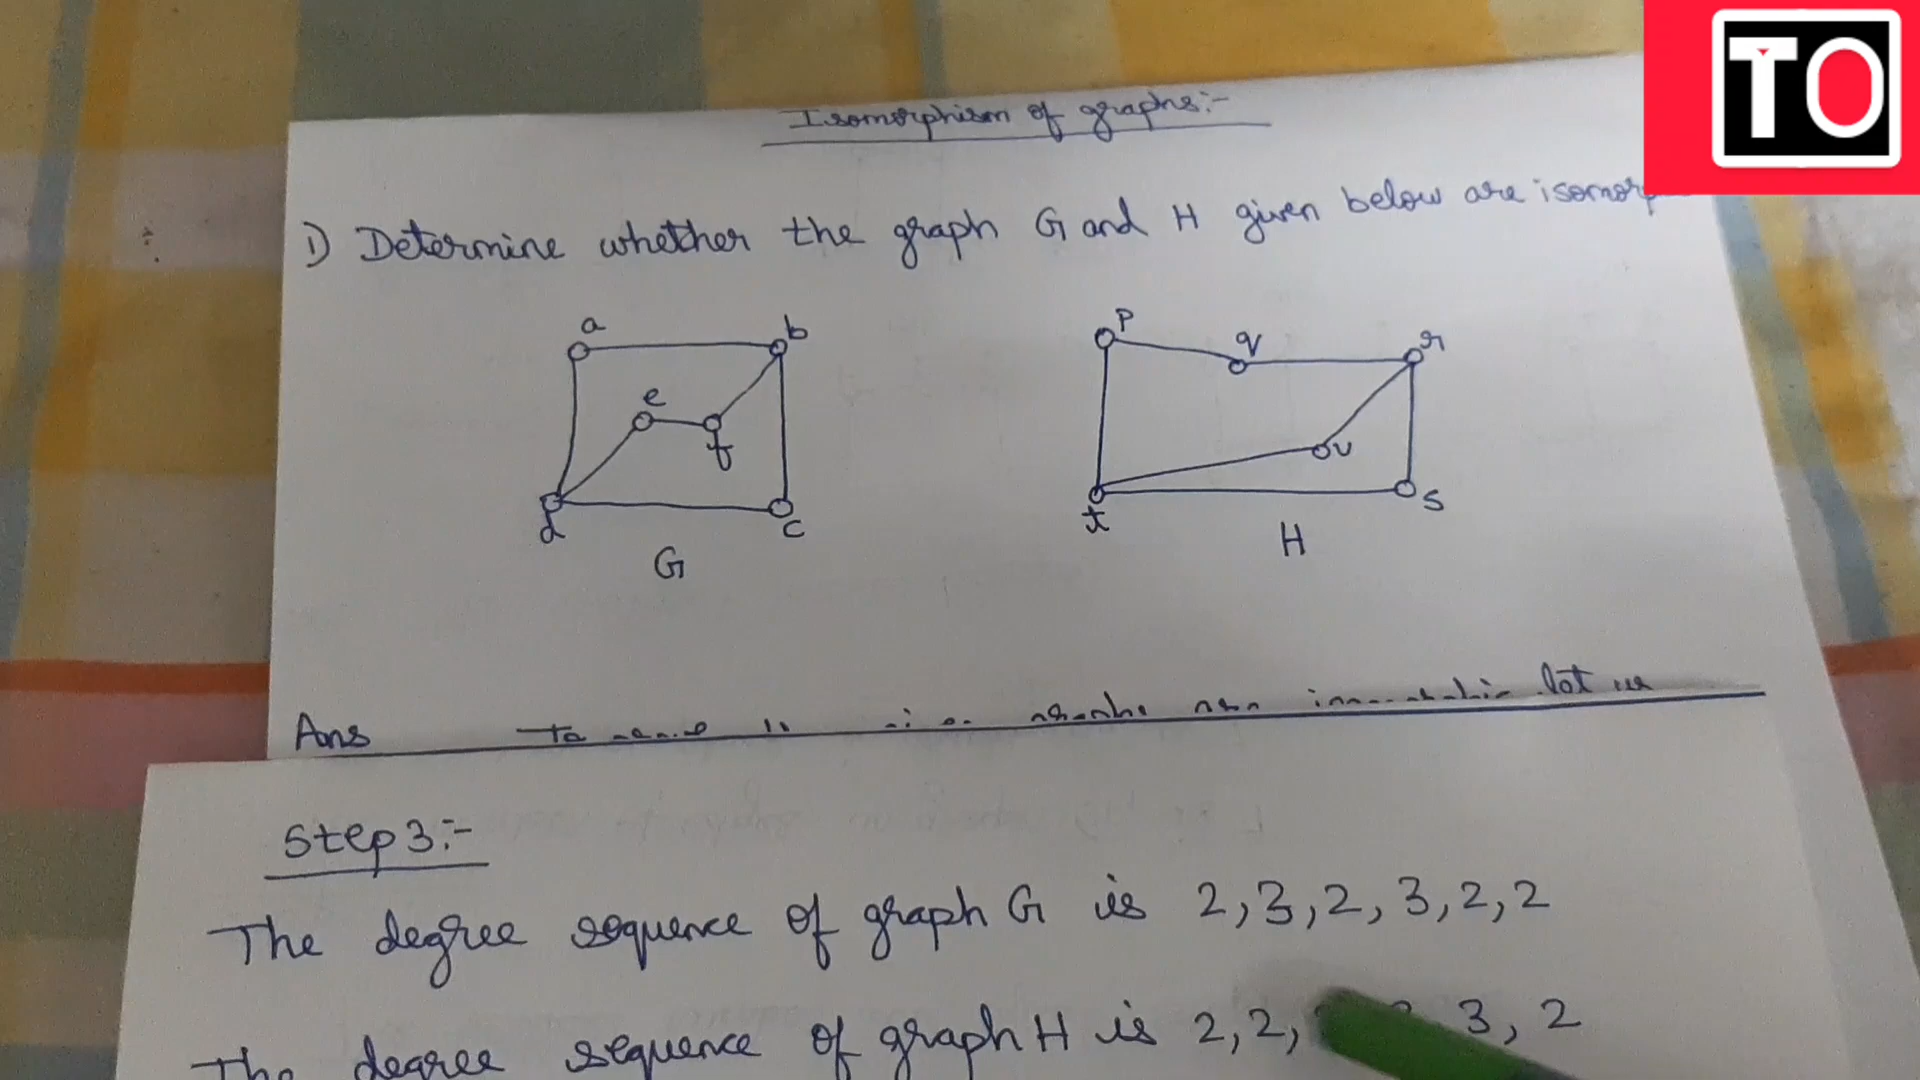 TO
Isomorphism of graphs:-
1) Determine whether the graph G and H given below are
a
b
e
f
d
c
G
p
q
r
u
t
s
H
Ans
Step 3:-
The degree sequence of graph G is 2, 3, 2, 3, 2, 2
The degree sequence of graph H is 2, 2, 3, 2